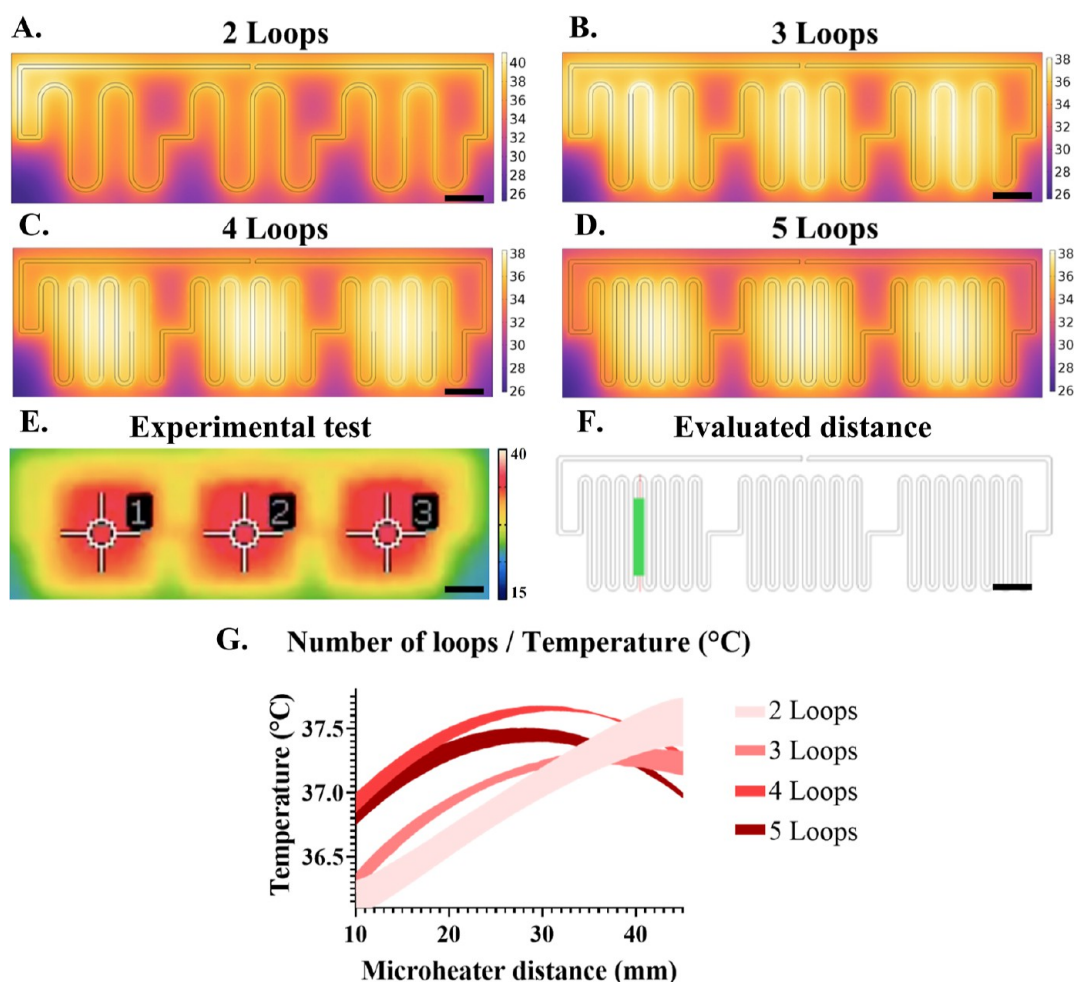 A.
2 Loops
40
38
36
34
32
30
28
26
B.
3 Loops
38
36
34
32
30
28
26
C.
4 Loops
38
36
34
32
30
28
26
D.
5 Loops
38
36
34
32
30
28
26
E.
Experimental test
1
2
3
40
15
F.
Evaluated distance
G. Number of loops / Temperature (°C)
Temperature (°C)
37.5
37.0
36.5
10 20 30 40
Microheater distance (mm)
2 Loops
3 Loops
4 Loops
5 Loops